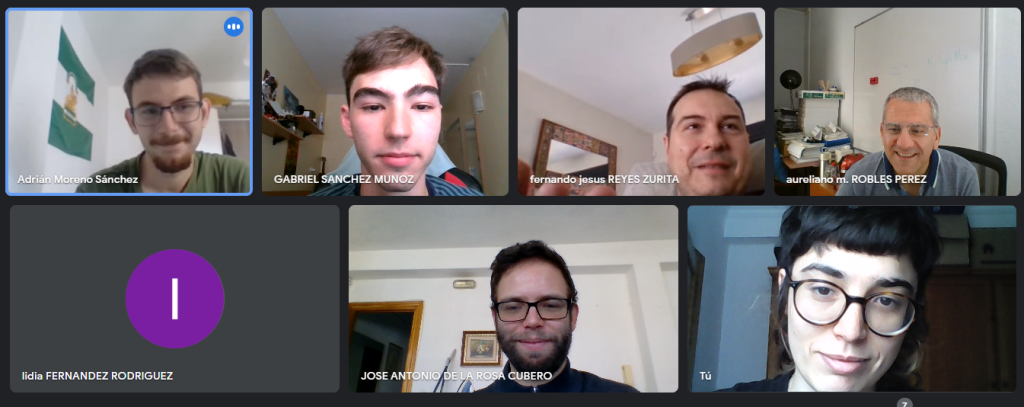 Adrián Moreno Sánchez
GABRIEL SANCHEZ MUÑOZ
fernando jesus REYES ZURITA
aureliano m. ROBLES PEREZ
l
lidia FERNANDEZ RODRIGUEZ
JOSE ANTONIO DE LA ROSA CUBERO
Tú
7